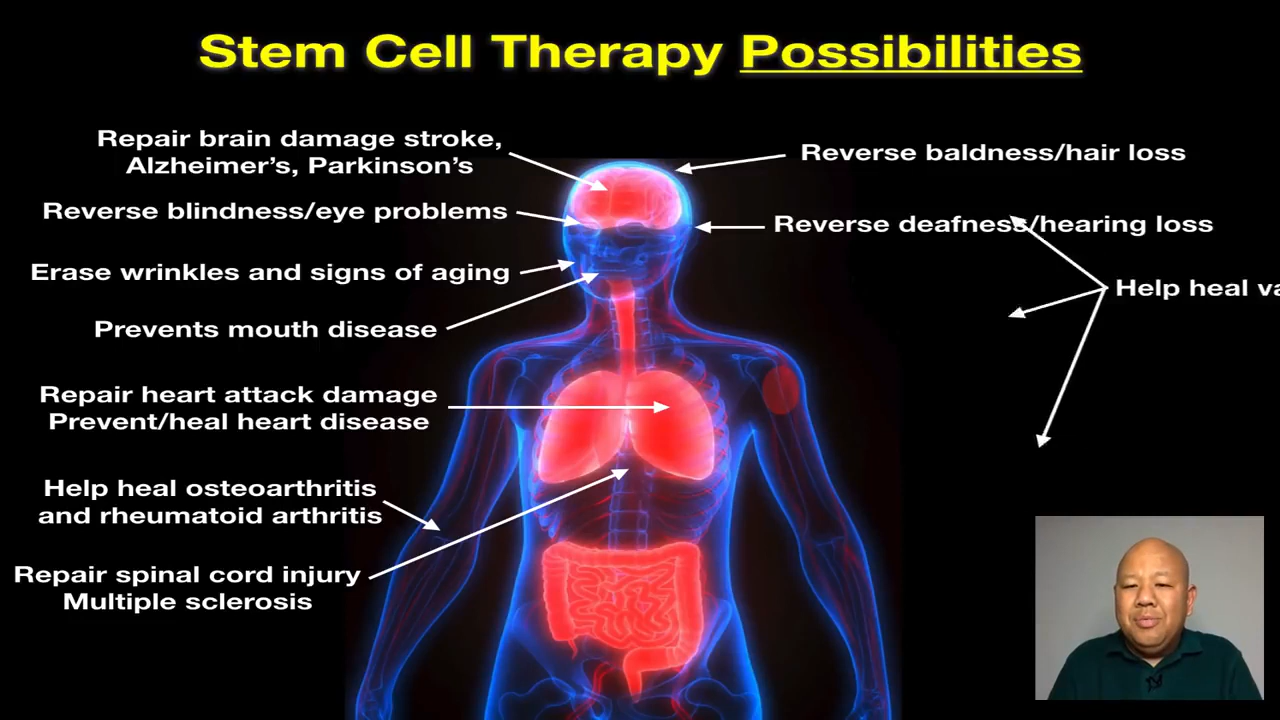 Stem Cell Therapy Possibilities
Repair brain damage stroke,
Alzheimer’s, Parkinson’s
Reverse blindness/eye problems
Erase wrinkles and signs of aging
Prevents mouth disease
Repair heart attack damage
Prevent/heal heart disease
Help heal osteoarthritis
and rheumatoid arthritis
Repair spinal cord injury
Multiple sclerosis
Reverse baldness/hair loss
Reverse deafness/hearing loss
Help heal